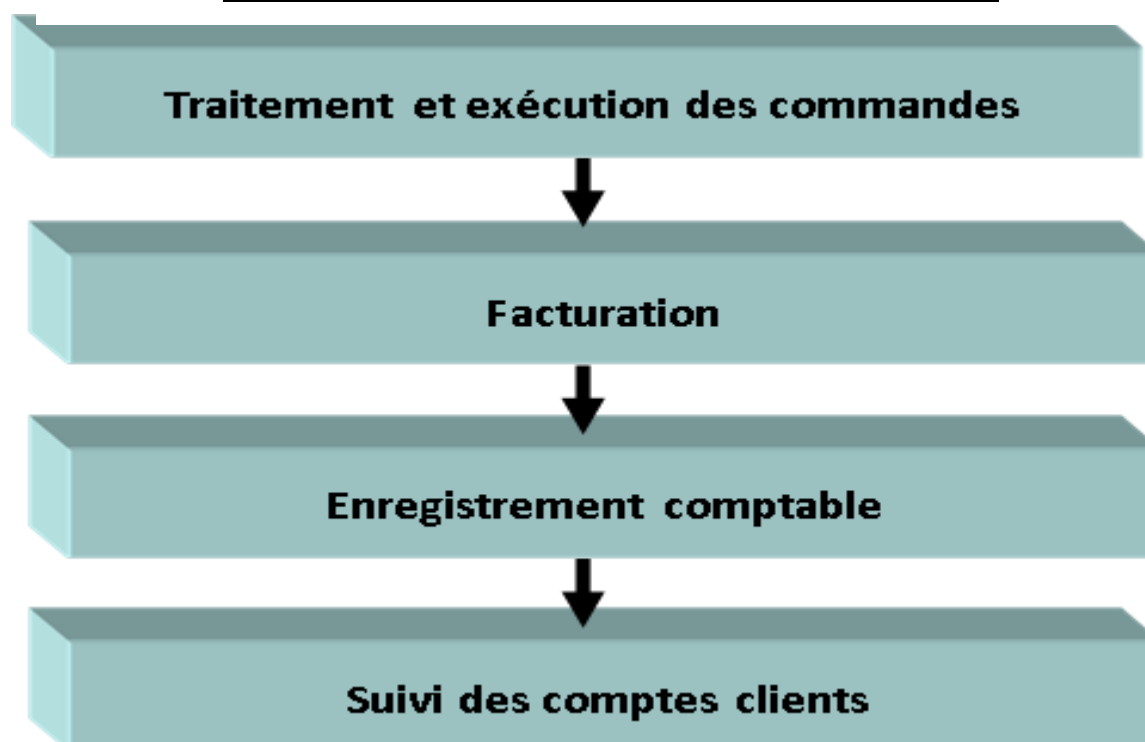 Traitement et exécution des commandes
Facturation
Enregistrement comptable
Suivi des comptes clients